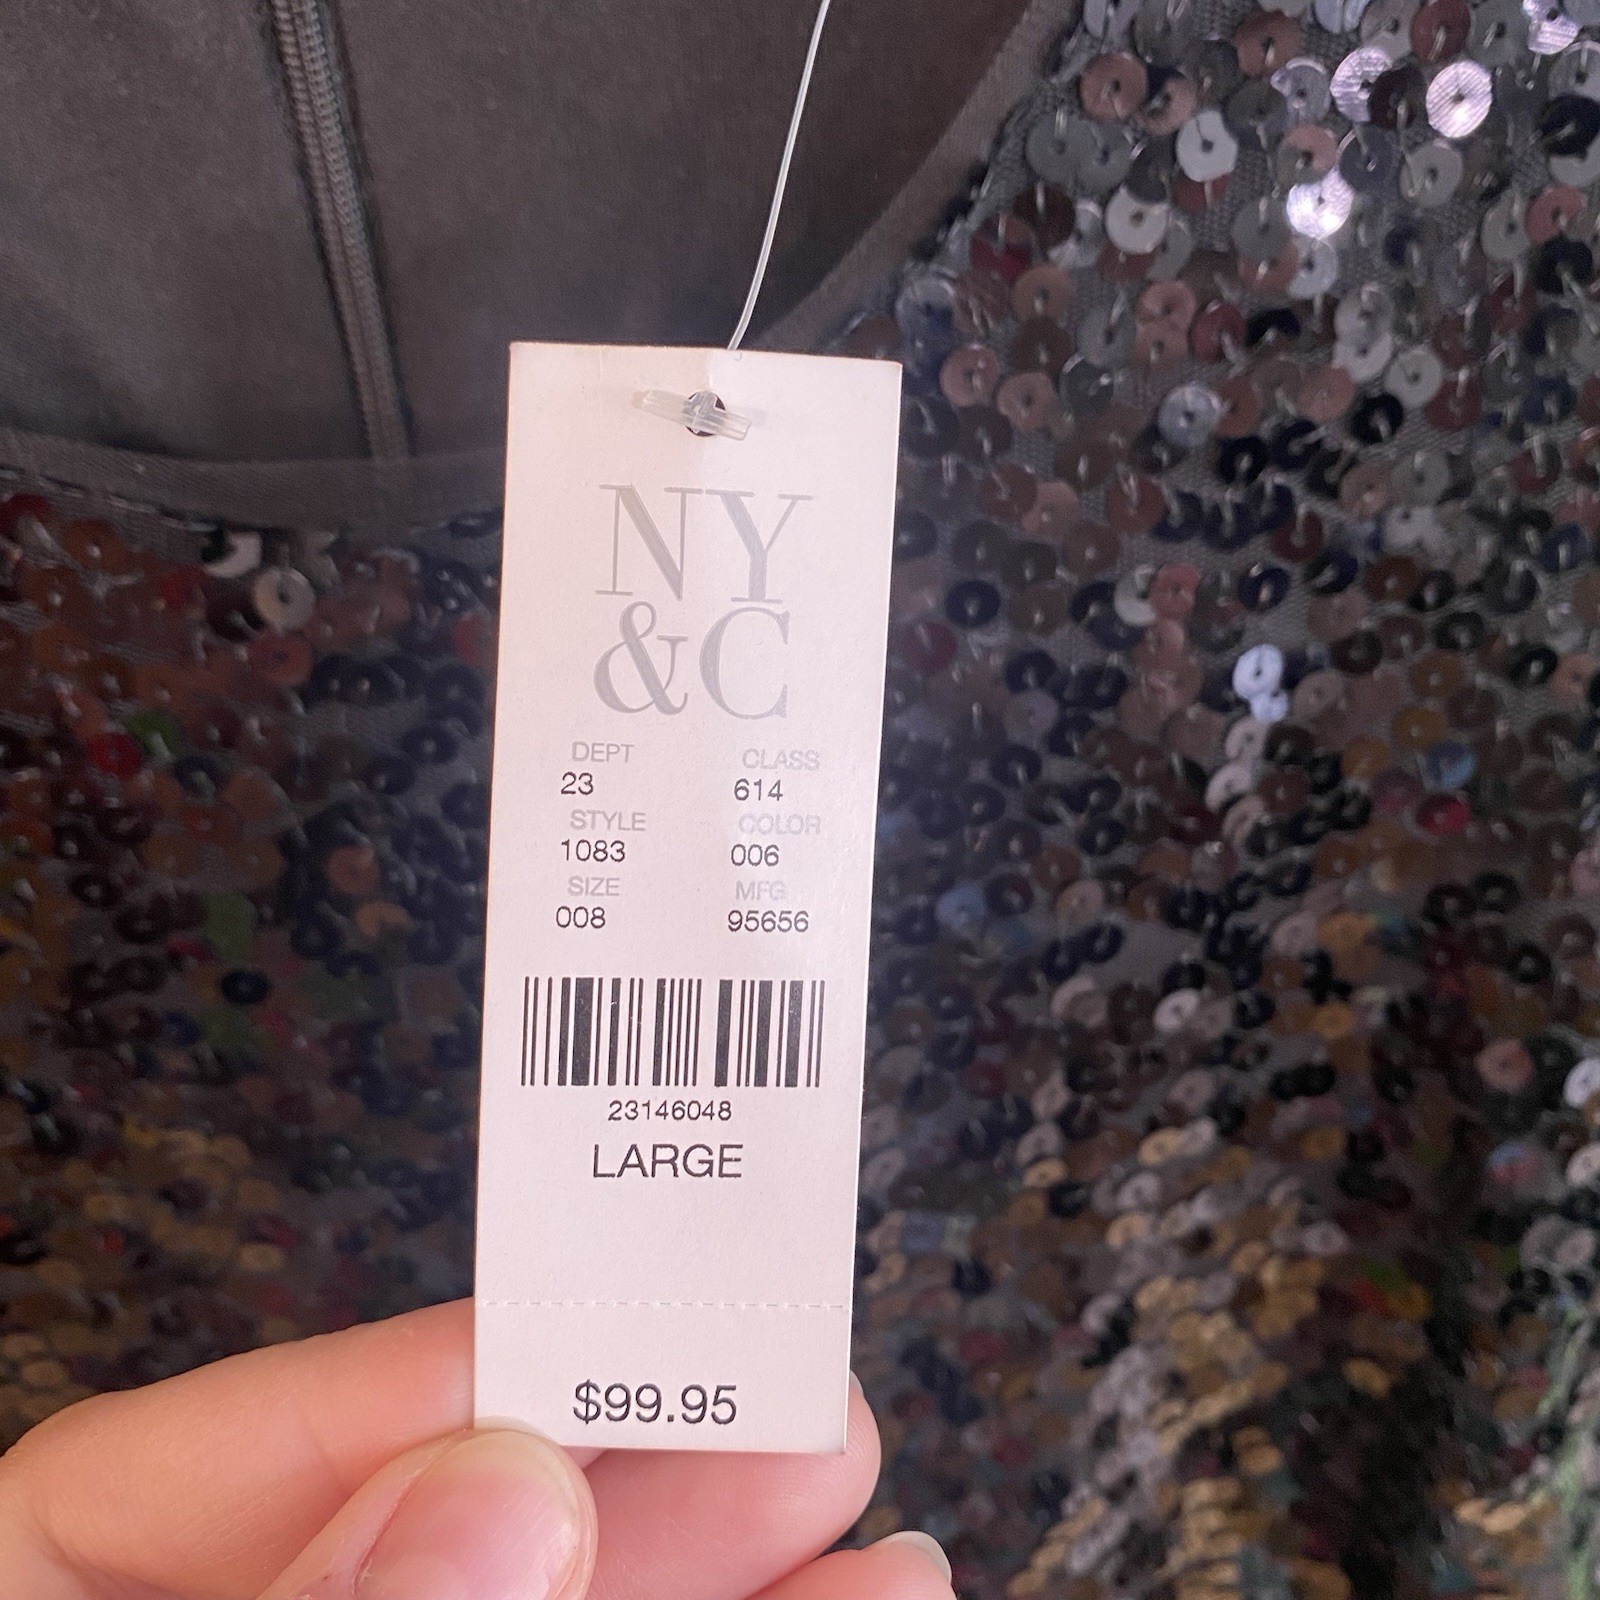 NY
&C
DEPT CLASS
23 614
STYLE COLOR
1083 006
SIZE MFG
008 95656
23146048
LARGE
$99.95